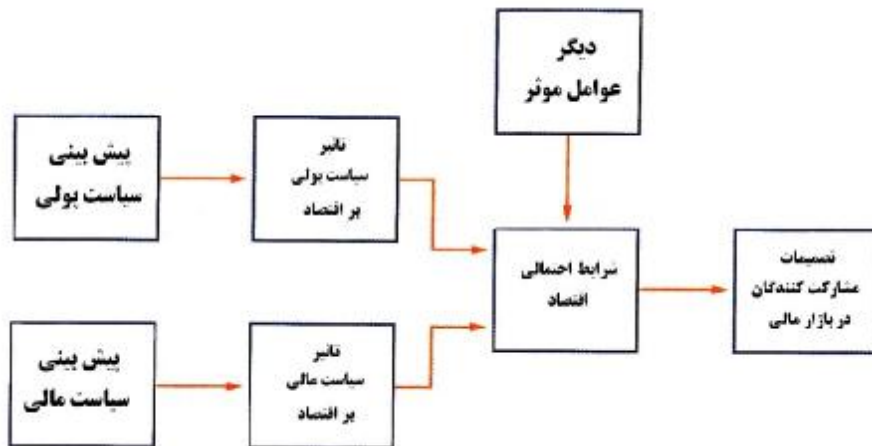 دیگر
عوامل موثر
پیش بینی
سیاست پولی
تاثیر
سیاست پولی
بر اقتصاد
شرایط احتمالی
اقتصاد
تصمیمات
مشارکت کنندگان
در بازار مالی
پیش بینی
سیاست مالی
تاثیر
سیاست مالی
بر اقتصاد